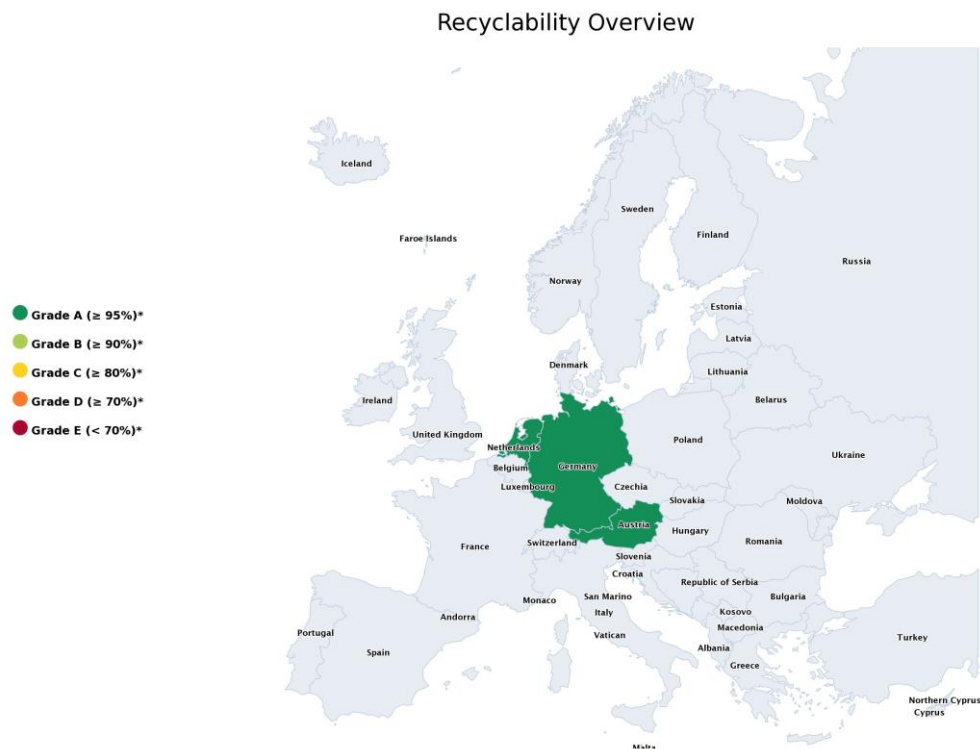 Recyclability Overview
Iceland
Sweden
Faroe Islands
Finland
Russia
Norway
Grade A (≥ 95%)*
Grade B (≥ 90%)*
Grade C (≥ 80%)*
Grade D (≥ 70%)*
Grade E (< 70%)*
Estonia
Latvia
Denmark
Lithuania
Ireland
Belarus
United Kingdom
Poland
Netherlands
Ukraine
Belgium
Germany
Luxembourg
Czechia
Slovakia
Moldova
Austria
Hungary
France
Switzerland
Romania
Slovenia
Croatia
Republic of Serbia
Monaco
San Marino
Bulgaria
Italy
Kosovo
Andorra
Macedonia
Portugal
Vatican
Turkey
Spain
Albania
Greece
Northern Cyprus
Cyprus
Malta